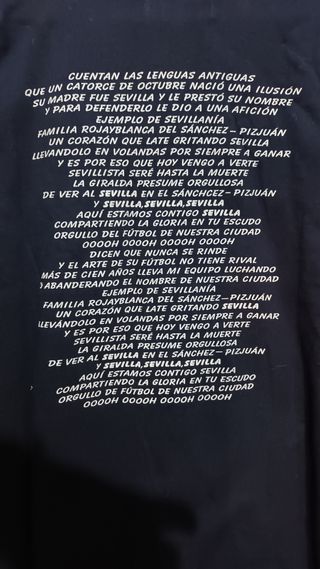 CUENTAN LAS LENGUAS ANTIGUAS
QUE UN CATORCE DE OCTUBRE NACIÓ UNA ILUSIÓN
SU MADRE FUE SEVILLA Y LE PRESTÓ SU NOMBRE
Y PARA DEFENDERLO LE DIO A UNA AFICIÓN
EJEMPLO DE SEVILLANÍA
FAMILIA ROJAYBLANCA DEL SÁNCHEZ- PIZJUÁN
UN CORAZÓN QUE LATE GRITANDO SEVILLA
LLEVÁNDOLO EN VOLANDAS POR SIEMPRE A GANAR
Y ES POR ESO QUE HOY VENGO A VERTE
SEVILLISTA SERÉ HASTA LA MUERTE
LA GIRALDA PRESUME ORGULLOSA
DE VER AL SEVILLA EN EL SÁNCHCEZ- PIZJUÁN
Y SEVILLA,SEVILLA,SEVILLA
AQUÍ ESTAMOS CONTIGO SEVILLA
COMPARTIENDO LA GLORIA EN TU ESCUDO
ORGULLO DEL FÚTBOL DE NUESTRA CIUDAD
OOOOH OOOOH OOOOH OOOOH
DICEN QUE NUNCA SE RINDE
Y EL ARTE DE SU FÚTBOL NO TIENE RIVAL
MÁS DE CIEN AÑOS LLEVA MI EQUIPO LUCHANDO
ABANDERANDO EL NOMBRE DE NUESTRA CIUDAD
EJEMPLO DE SEVILLANÍA
FAMILIA ROJAYBLANCA DEL SÁNCHEZ- PIZJUÁN
UN CORAZÓN QUE LATE GRITANDO SEVILLA
LLEVÁNDOLO EN VOLANDAS POR SIEMPRE A GANAR
Y ES POR ESO QUE HOY VENGO A VERTE
SEVILLISTA SERÉ HASTA LA MUERTE
LA GIRALDA PRESUME ORGULLOSA
DE VER AL SEVILLA EN EL SÁNCHEZ- PIZJUÁN
Y SEVILLA,SEVILLA,SEVILLA
AQUÍ ESTAMOS CONTIGO SEVILLA
COMPARTIENDO LA GLORIA EN TU ESCUDO
ORGULLO DE FÚTBOL DE NUESTRA CIUDAD
OOOOH OOOOH OOOOH OOOOH